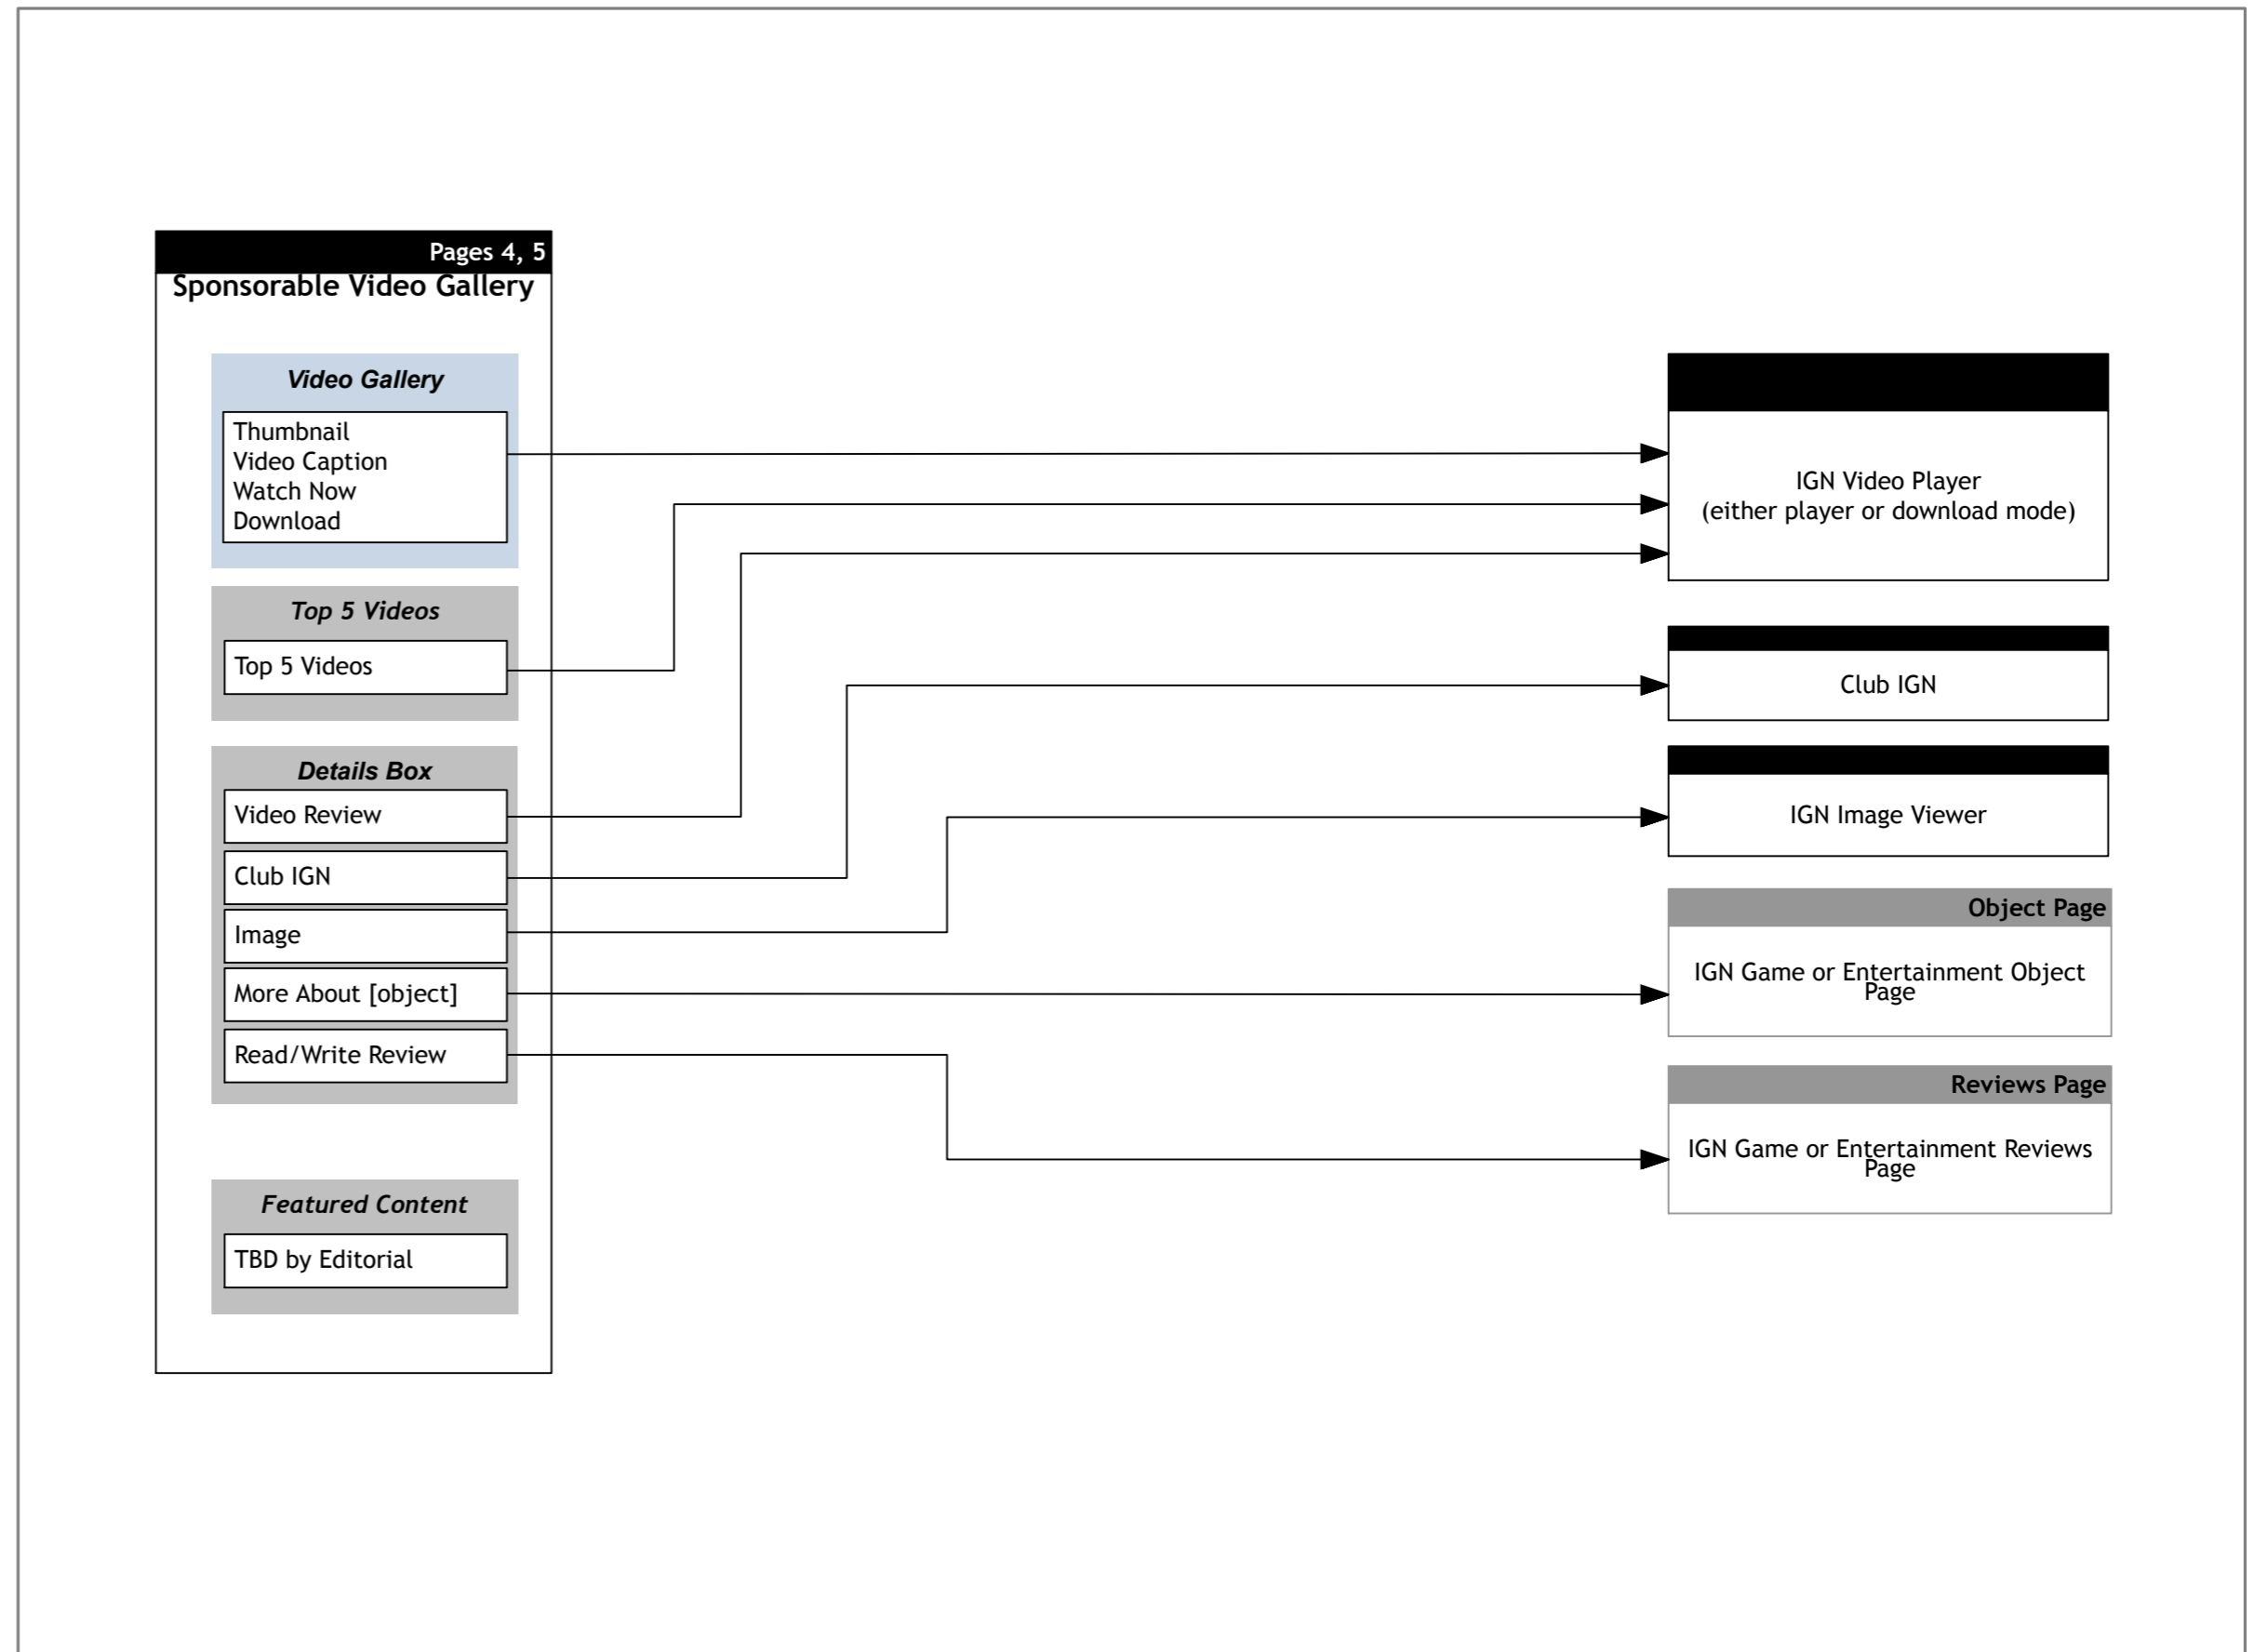 Pages 4, 5
Sponsorable Video Gallery
Video Gallery
Thumbnail
Video Caption
Watch Now
Download
Top 5 Videos
Top 5 Videos
Details Box
Video Review
Club IGN
Image
More About [object]
Read/Write Review
Featured Content
TBD by Editorial
IGN Video Player
(either player or download mode)
Club IGN
IGN Image Viewer
Object Page
IGN Game or Entertainment Object
Page
Reviews Page
IGN Game or Entertainment Reviews
Page